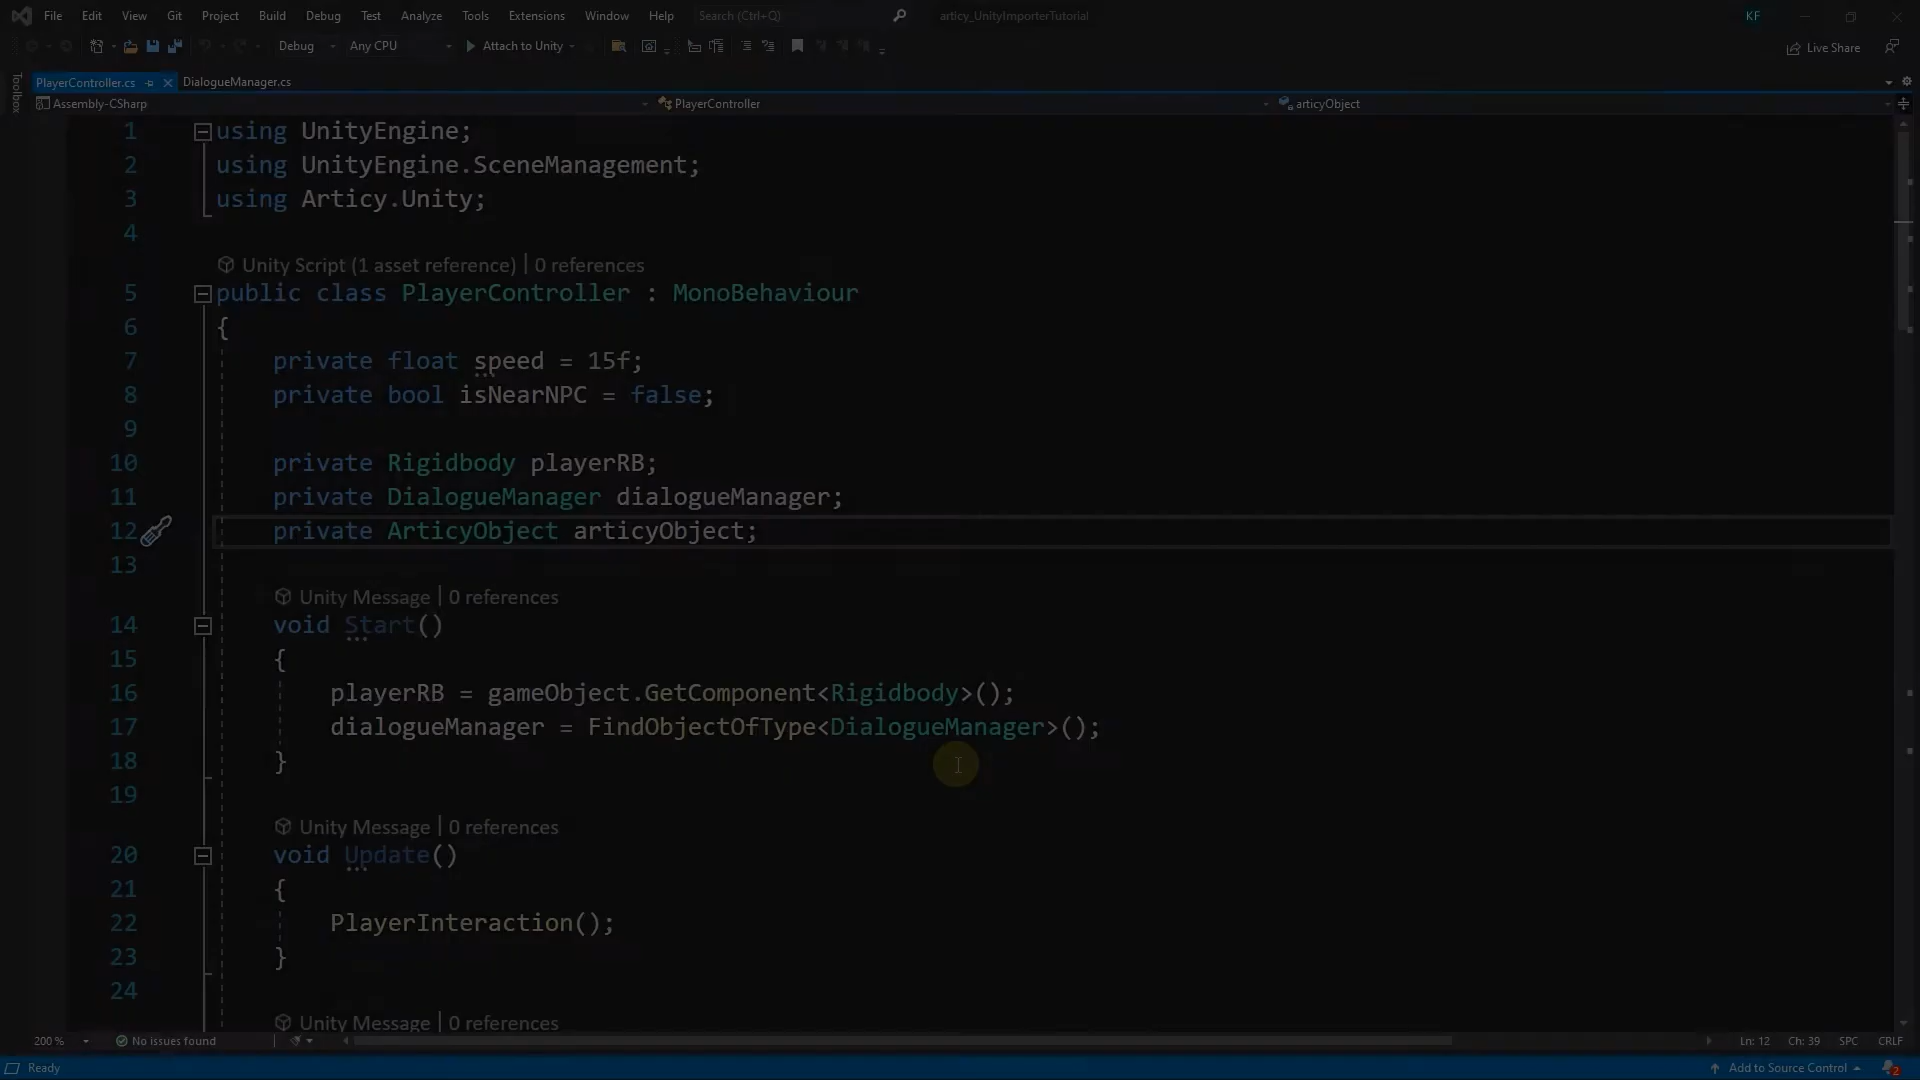 File Edit View Git Project Build Debug Test Analyze Tools Extensions Window Help Search (Ctrl+Q) articy_UnityImporterTutorial KF
Debug Any CPU Attach to Unity Live Share
Toolbox
PlayerController.cs DialogueManager.cs
Assembly-CSharp PlayerController articyObject
1 using UnityEngine;
2 using UnityEngine.SceneManagement;
3 using Articy.Unity;
4
Unity Script (1 asset reference) | 0 references
5 public class PlayerController : MonoBehaviour
6 {
7 private float speed = 15f;
8 private bool isNearNPC = false;
9
10 private Rigidbody playerRB;
11 private DialogueManager dialogueManager;
12 private ArticyObject articyObject;
13
Unity Message | 0 references
14 void Start()
15 {
16 playerRB = gameObject.GetComponent<Rigidbody>();
17 dialogueManager = FindObjectOfType<DialogueManager>();
18 }
19
Unity Message | 0 references
20 void Update()
21 {
22 PlayerInteraction();
23 }
24
Unity Message | 0 references
200 % No issues found Ln: 12 Ch: 39 SPC CRLF
Ready Add to Source Control 2